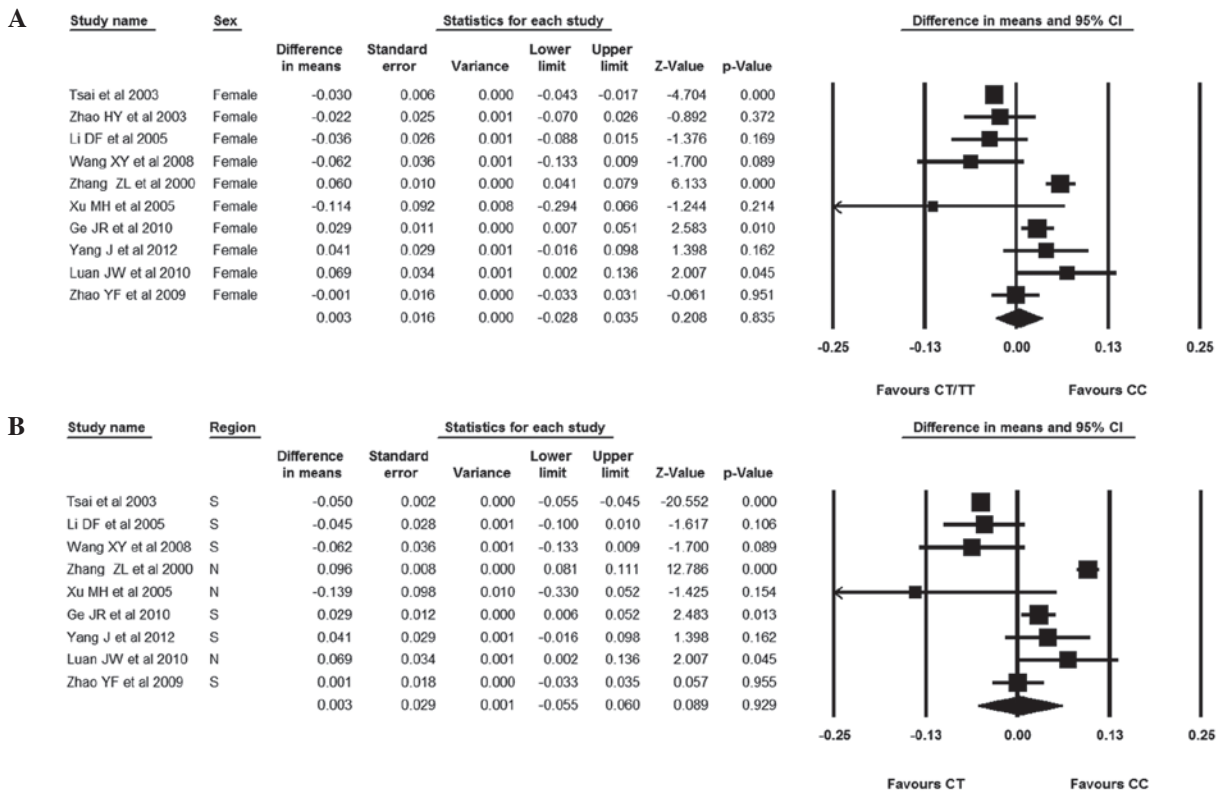 A
Study name Sex Statistics for each study Difference in means and 95% CI
Difference in means Standard error Variance Lower limit Upper limit Z-Value p-Value
Tsai et al 2003 Female -0.030 0.006 0.000 -0.043 -0.017 -4.704 0.000
Zhao HY et al 2003 Female -0.022 0.025 0.001 -0.070 0.026 -0.892 0.372
Li DF et al 2005 Female -0.036 0.026 0.001 -0.088 0.015 -1.376 0.169
Wang XY et al 2008 Female -0.062 0.036 0.001 -0.133 0.009 -1.700 0.089
Zhang ZL et al 2000 Female 0.060 0.010 0.000 0.041 0.079 6.133 0.000
Xu MH et al 2005 Female -0.114 0.092 0.008 -0.294 0.066 -1.244 0.214
Ge JR et al 2010 Female 0.029 0.011 0.000 0.007 0.051 2.583 0.010
Yang J et al 2012 Female 0.041 0.029 0.001 -0.016 0.098 1.398 0.162
Luan JW et al 2010 Female 0.069 0.034 0.001 0.002 0.136 2.007 0.045
Zhao YF et al 2009 Female -0.001 0.016 0.000 -0.033 0.031 -0.061 0.951
0.003 0.016 0.000 -0.028 0.035 0.208 0.835
-0.25 -0.13 0.00 0.13 0.25
Favours CT/TT Favours CC
B
Study name Region Statistics for each study Difference in means and 95% CI
Difference in means Standard error Variance Lower limit Upper limit Z-Value p-Value
Tsai et al 2003 S -0.050 0.002 0.000 -0.055 -0.045 -20.552 0.000
Li DF et al 2005 S -0.045 0.028 0.001 -0.100 0.010 -1.617 0.106
Wang XY et al 2008 S -0.062 0.036 0.001 -0.133 0.009 -1.700 0.089
Zhang ZL et al 2000 N 0.096 0.008 0.000 0.081 0.111 12.786 0.000
Xu MH et al 2005 N -0.139 0.098 0.010 -0.330 0.052 -1.425 0.154
Ge JR et al 2010 S 0.029 0.012 0.000 0.006 0.052 2.483 0.013
Yang J et al 2012 S 0.041 0.029 0.001 -0.016 0.098 1.398 0.162
Luan JW et al 2010 N 0.069 0.034 0.001 0.002 0.136 2.007 0.045
Zhao YF et al 2009 S 0.001 0.018 0.000 -0.033 0.035 0.057 0.955
0.003 0.029 0.001 -0.055 0.060 0.089 0.929
-0.25 -0.13 0.00 0.13 0.25
Favours CT Favours CC